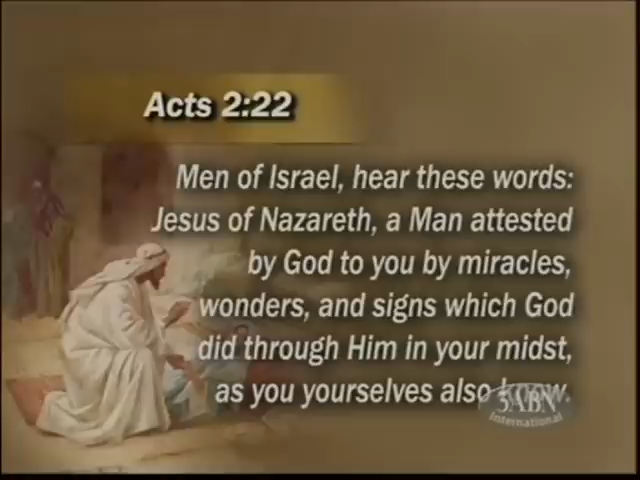 Acts 2:22
Men of Israel, hear these words:
Jesus of Nazareth, a Man attested
by God to you by miracles,
wonders, and signs which God
did through Him in your midst,
as you yourselves also know.
3ABN
International